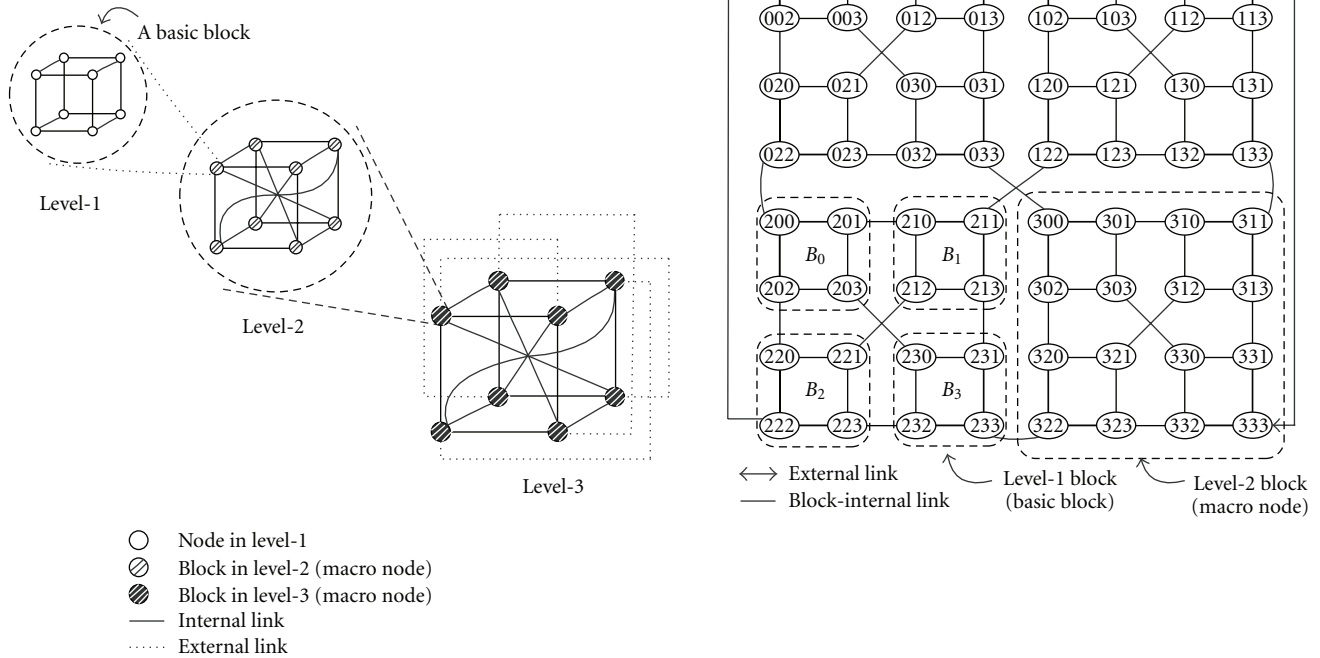 A basic block
Level-1
Level-2
Level-3
Node in level-1
Block in level-2 (macro node)
Block in level-3 (macro node)
Internal link
External link
002 003 012 013 102 103 112 113
020 021 030 031 120 121 130 131
022 023 032 033 122 123 132 133
200 201 210 211 300 301 310 311
B0 B1
202 203 212 213 302 303 312 313
220 221 230 231 320 321 330 331
B2 B3
222 223 232 233 322 323 332 333
External link
Block-internal link
Level-1 block
(basic block)
Level-2 block
(macro node)